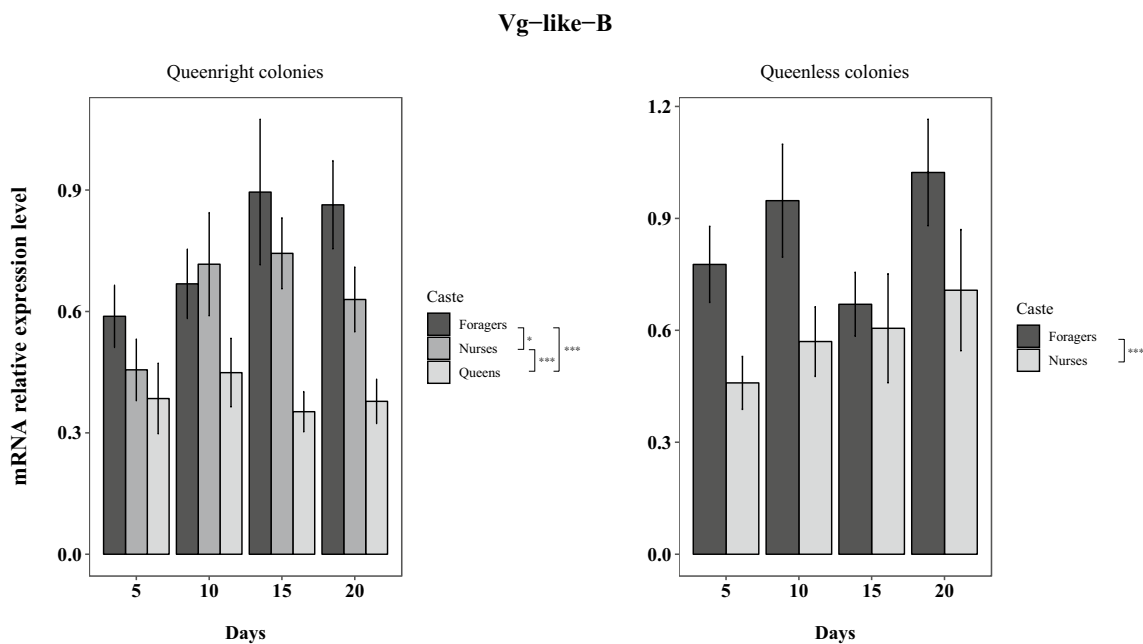 Vg−like−B
Queenright colonies
Queenless colonies
mRNA relative expression level
0.9
0.6
0.3
0.0
5 10 15 20
Days
Caste
Foragers
Nurses
Queens
*
***
***
1.2
0.9
0.6
0.3
0.0
5 10 15 20
Days
Caste
Foragers
Nurses
***